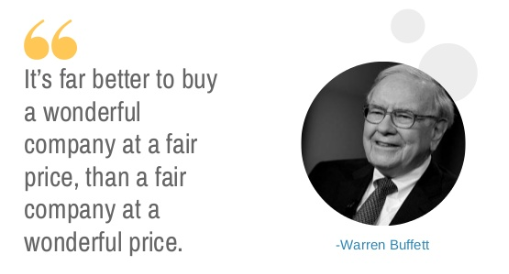 It’s far better to buy
a wonderful
company at a fair
price, than a fair
company at a
wonderful price.
-Warren Buffett